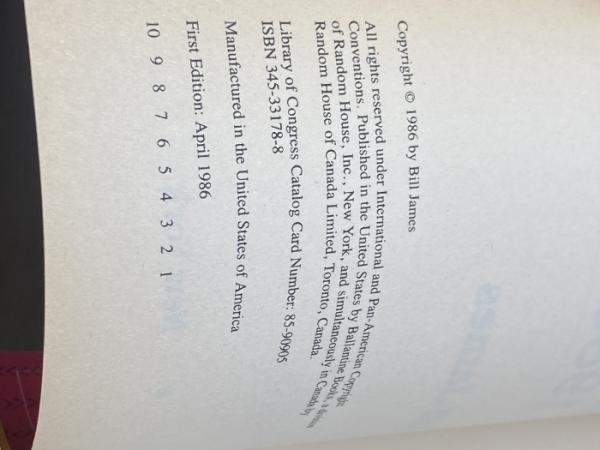 Copyright © 1986 by Bill James
All rights reserved under International and Pan-American Copyright
Conventions. Published in the United States by Ballantine Books, a division
of Random House, Inc., New York, and simultaneously in Canada by
Random House of Canada Limited, Toronto, Canada.
Library of Congress Catalog Card Number: 85-90905
ISBN 345-33178-8
Manufactured in the United States of America
First Edition: April 1986
10 9 8 7 6 5 4 3 2 1